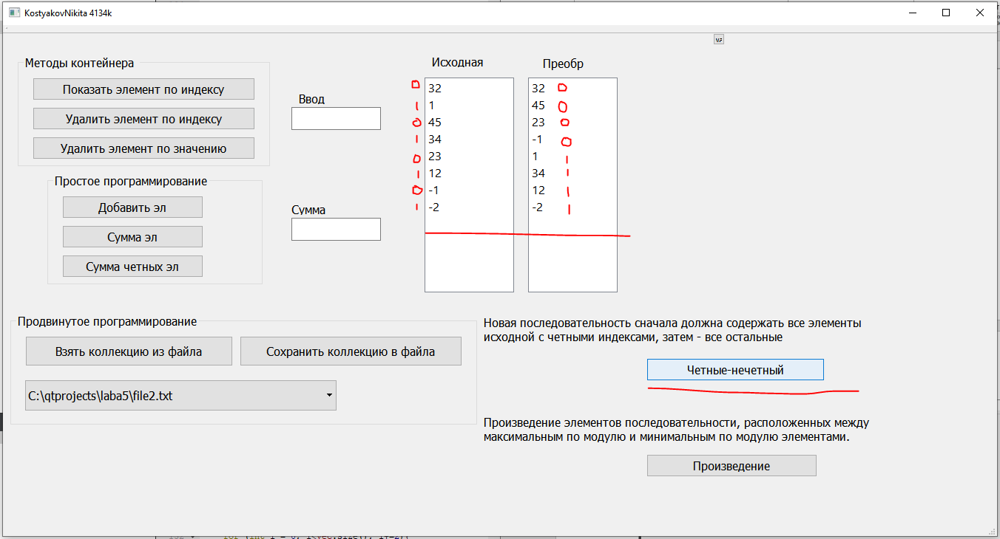 KostyakovNikita 4134k
Методы контейнера
Показать элемент по индексу
Удалить элемент по индексу
Удалить элемент по значению
Простое программирование
Добавить эл
Сумма эл
Сумма четных эл
Ввод
Сумма
Исходная
0 32
1 1
0 45
1 34
0 23
1 12
0 -1
1 -2
Преобр
32 0
45 0
23 0
-1 0
1 1
34 1
12 1
-2 1
Продвинутое программирование
Взять коллекцию из файла
Сохранить коллекцию в файла
C:\qtprojects\laba5\file2.txt
Новая последовательность сначала должна содержать все элементы
исходной с четными индексами, затем - все остальные
Четные-нечетный
Произведение элементов последовательности, расположенных между
максимальным по модулю и минимальным по модулю элементами.
Произведение